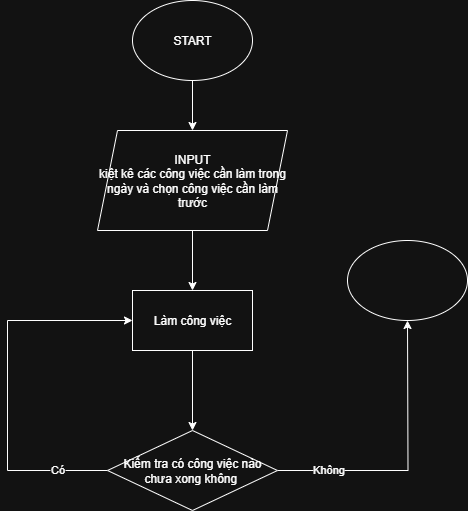 START
INPUT
kiệt kê các công việc cần làm trong
ngày và chọn công việc cần làm
trước
Làm công việc
Kiểm tra có công việc nào
chưa xong không
Có
Không